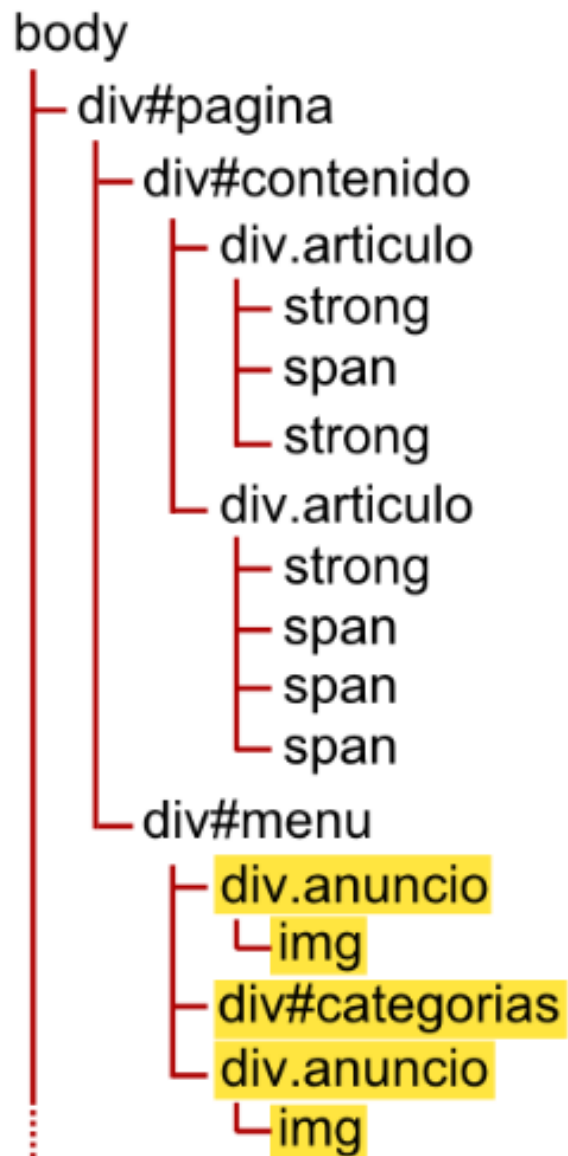 body
div#pagina
div#contenido
div.articulo
strong
span
strong
div.articulo
strong
span
span
span
div#menu
div.anuncio
img
div#categorias
div.anuncio
img